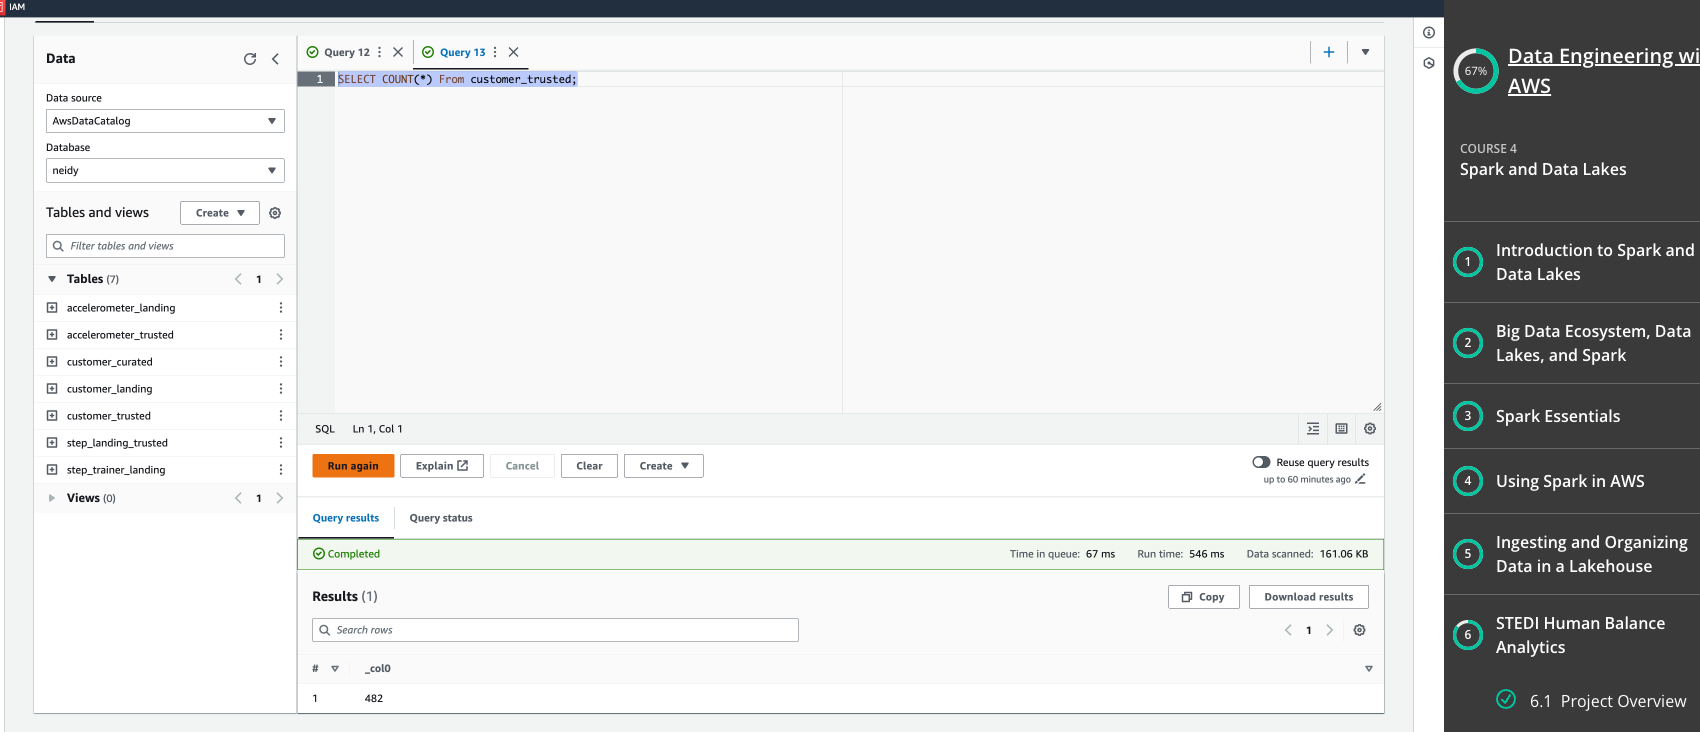 IAM
Data
Data source
AwsDataCatalog
Database
neidy
Tables and views
Create
Filter tables and views
Tables (7)
1
accelerometer_landing
accelerometer_trusted
customer_curated
customer_landing
customer_trusted
step_landing_trusted
step_trainer_landing
Views (0)
1
Query 12
Query 13
1 SELECT COUNT(*) From customer_trusted;
SQL Ln 1, Col 1
Run again
Explain
Cancel
Clear
Create
Reuse query results
up to 60 minutes ago
Query results
Query status
Completed
Time in queue: 67 ms
Run time: 546 ms
Data scanned: 161.06 KB
Results (1)
Copy
Download results
Search rows
1
# _col0
1 482
67%
Data Engineering wi
AWS
COURSE 4
Spark and Data Lakes
1
Introduction to Spark and
Data Lakes
2
Big Data Ecosystem, Data
Lakes, and Spark
3
Spark Essentials
4
Using Spark in AWS
5
Ingesting and Organizing
Data in a Lakehouse
6
STEDI Human Balance
Analytics
6.1 Project Overview